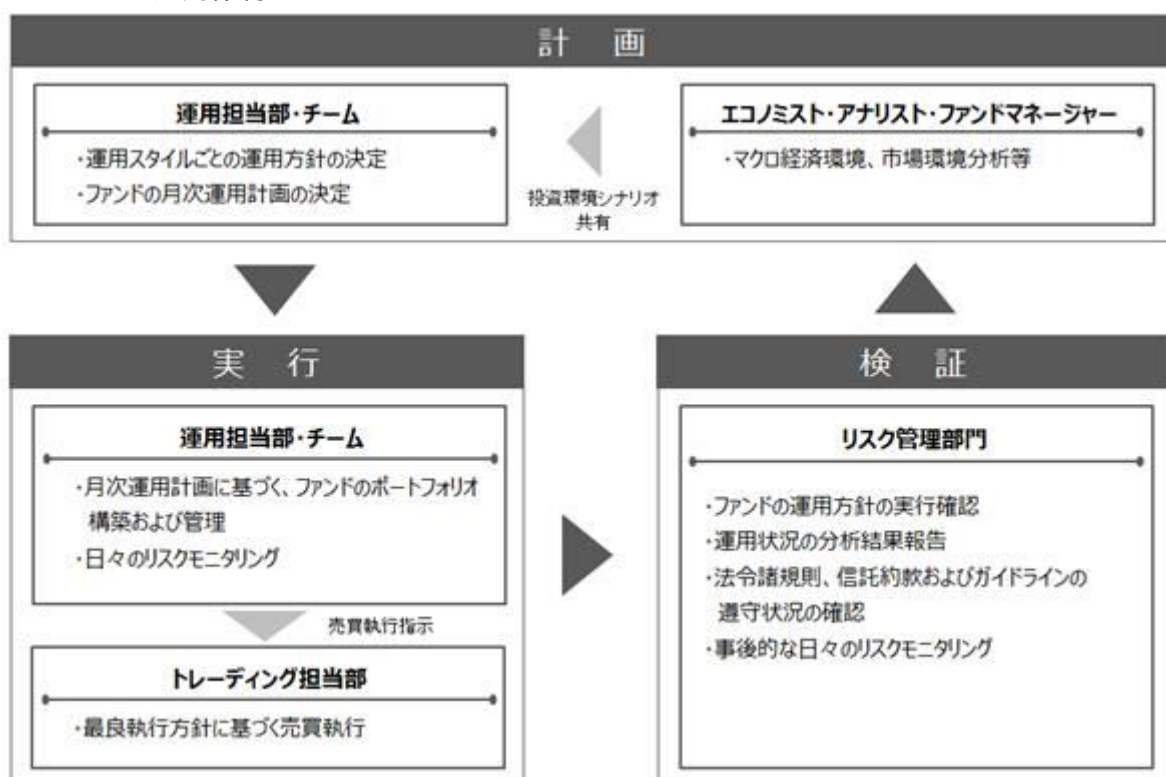 計 画
運用担当部・チーム
・運用スタイルごとの運用方針の決定
・ファンドの月次運用計画の決定
投資環境シナリオ
共有
エコノミスト・アナリスト・ファンドマネージャー
・マクロ経済環境、市場環境分析等
実 行
運用担当部・チーム
・月次運用計画に基づく、ファンドのポートフォリオ
構築および管理
・日々のリスクモニタリング
売買執行指示
トレーディング担当部
・最良執行方針に基づく売買執行
検 証
リスク管理部門
・ファンドの運用方針の実行確認
・運用状況の分析結果報告
・法令諸規則、信託約款およびガイドラインの
遵守状況の確認
・事後的な日々のリスクモニタリング